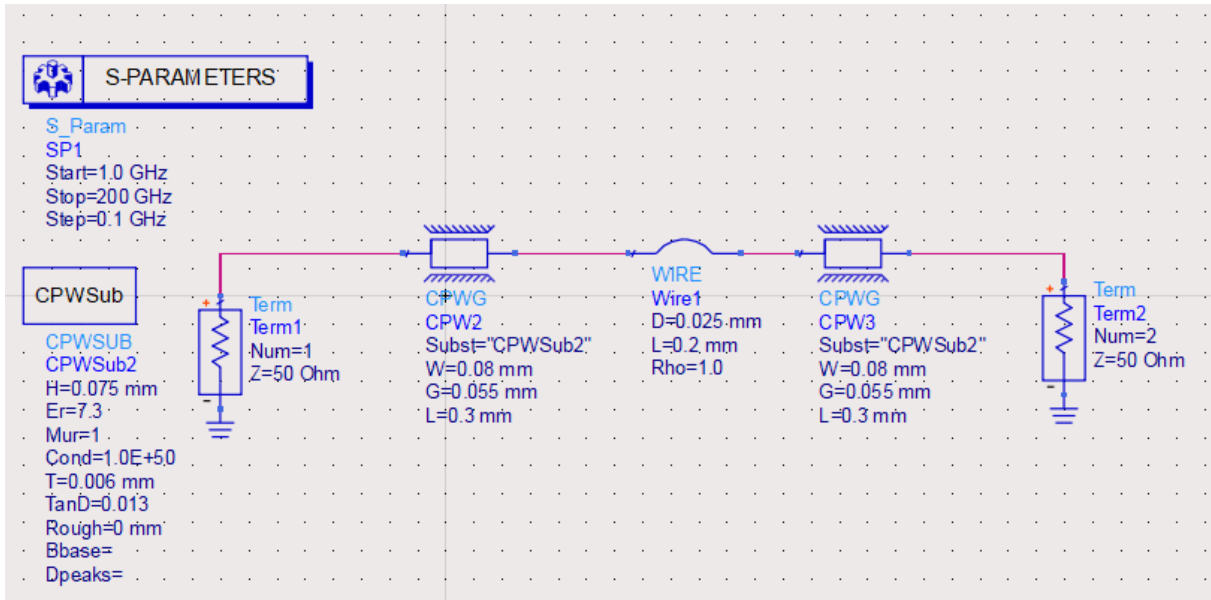 S-PARAMETERS
S_Param
SP1
Start=1.0 GHz
Stop=200 GHz
Step=0.1 GHz
CPWSub
CPWSUB
CPWSub2
H=0.075 mm
Er=7.3
Mur=1
Cond=1.0E+50
T=0.006 mm
TanD=0.013
Rough=0 mm
Bbase=
Dpeaks=
+
-
Term
Term1
Num=1
Z=50 Ohm
CPWG
CPW2
Subst="CPWSub2"
W=0.08 mm
G=0.055 mm
L=0.3 mm
WIRE
Wire1
D=0.025 mm
L=0.2 mm
Rho=1.0
CPWG
CPW3
Subst="CPWSub2"
W=0.08 mm
G=0.055 mm
L=0.3 mm
+
-
Term
Term2
Num=2
Z=50 Ohm